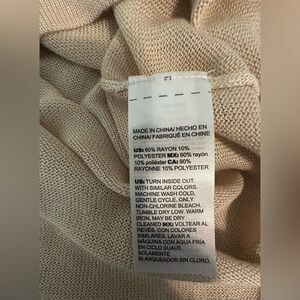 MADE IN CHINA/ HECHO EN
CHINA/ FABRIQUÉ EN CHINE
US: 90% RAYON 10%
POLYESTER MX: 90% rayón
10% poliéster CA: 90%
RAYONNE 10% POLYESTER
US: TURN INSIDE OUT.
WITH SIMILAR COLORS.
MACHINE WASH COLD,
GENTLE CYCLE. ONLY
NON-CHLORINE BLEACH.
TUMBLE DRY LOW. WARM
IRON, MAY BE DRY
CLEANED MX: VOLTEAR AL
REVÉS, CON COLORES
SIMILARES, LAVAR A
MÁQUINA CON AGUA FRÍA
EN CICLO SUAVE.
SOLAMENTE
BLANQUEADOR SIN CLORO.